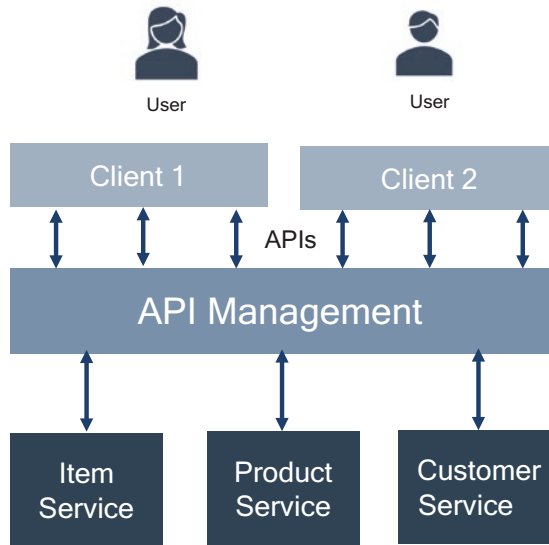 User
User
Client 1
Client 2
APIs
API Management
Item
Service
Product
Service
Customer
Service